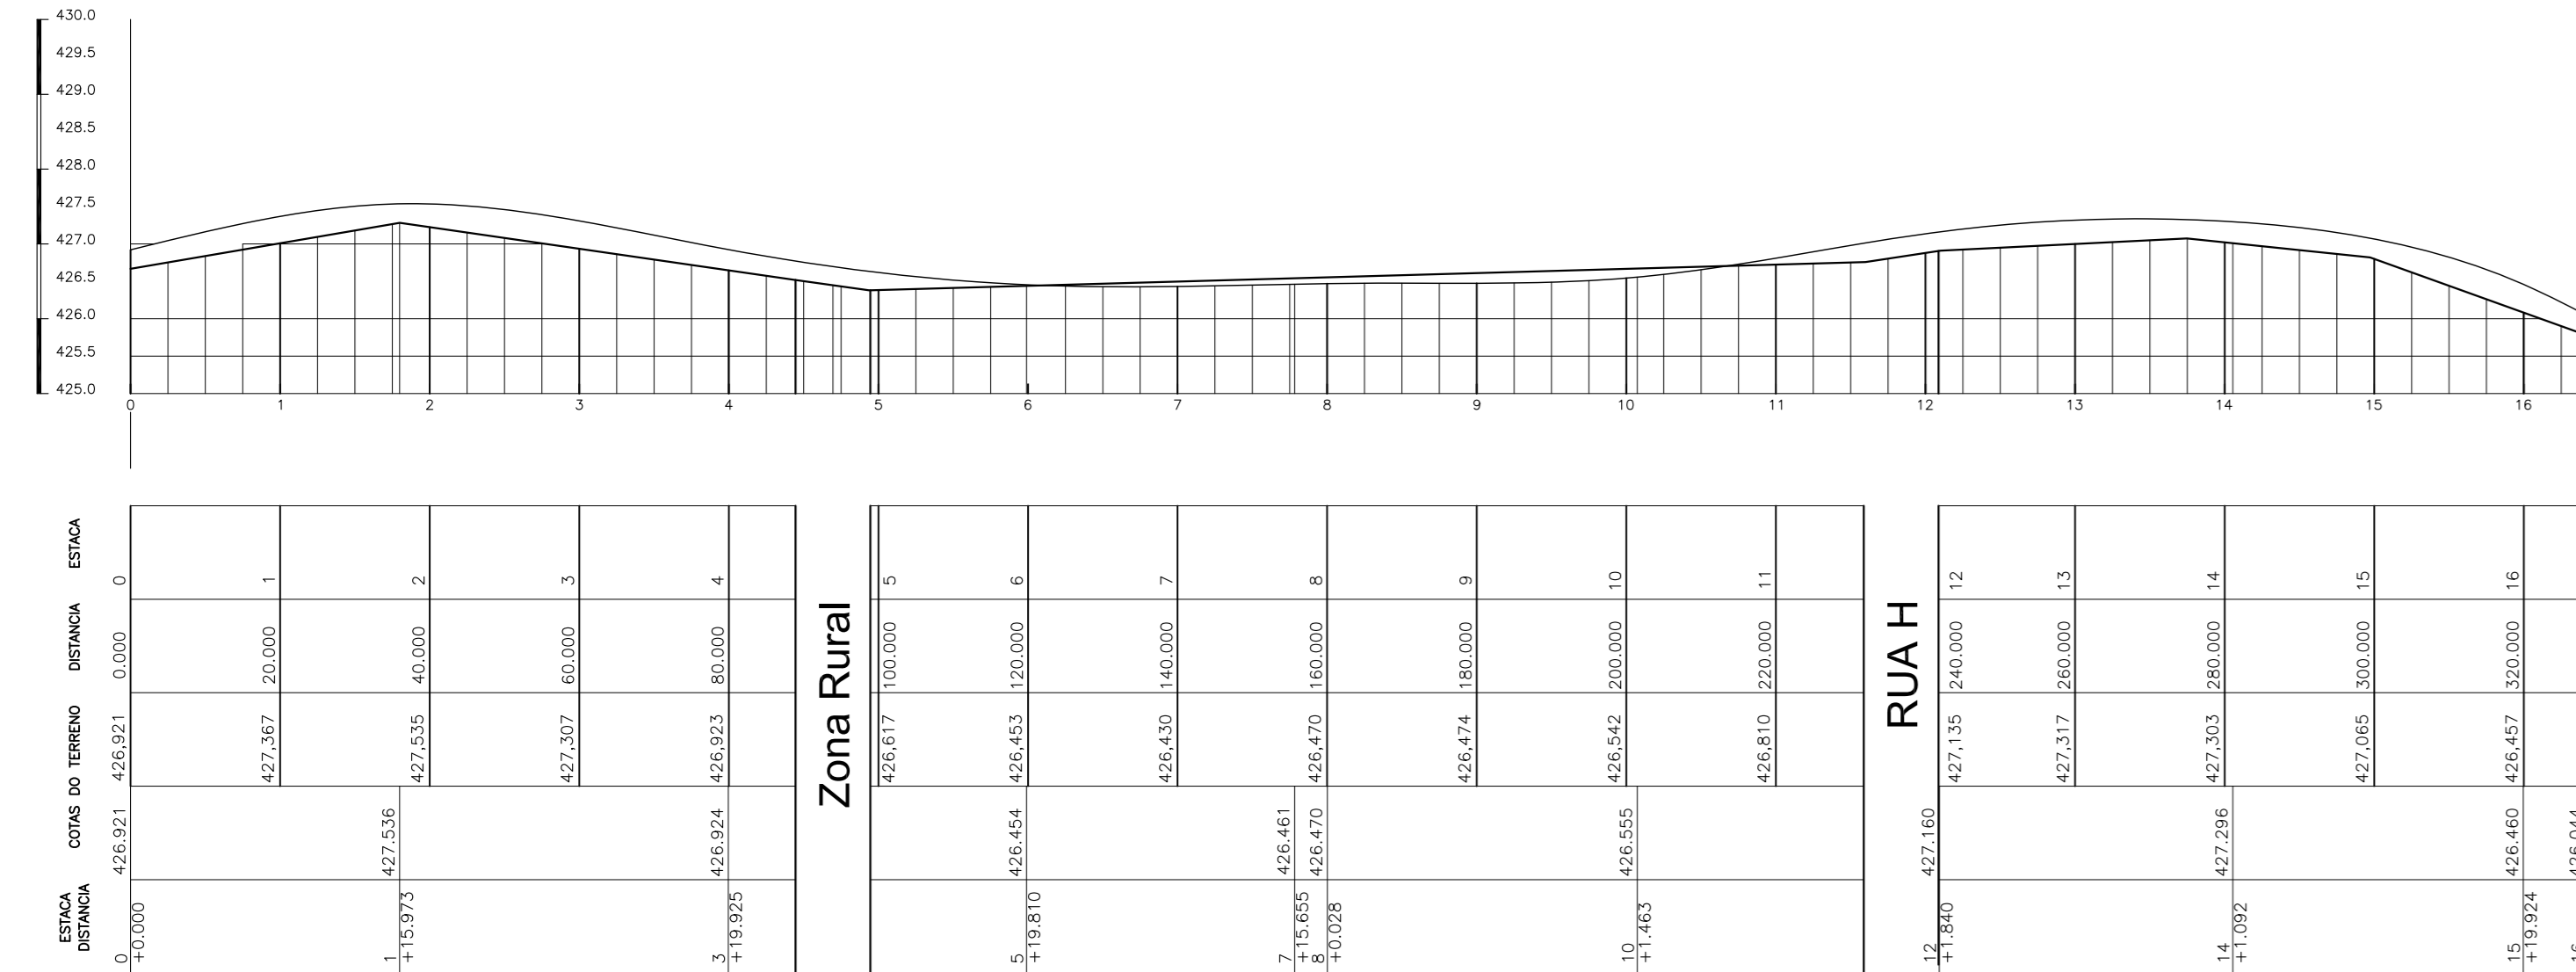 430.0
429.5
429.0
428.5
428.0
427.5
427.0
426.5
426.0
425.5
425.0
0 1 2 3 4 5 6 7 8 9 10 11 12 13 14 15 16
ESTACA
0 1 2 3 4 5 6 7 8 9 10 11 12 13 14 15 16
DISTANCIA
0.000 20.000 40.000 60.000 80.000 100.000 120.000 140.000 160.000 180.000 200.000 220.000 240.000 260.000 280.000 300.000 320.000
COTAS DO TERRENO
426,921 427,367 427,535 427,307 426,923 426,617 426,453 426,430 426,470 426,474 426,542 426,810 427,135 427,317 427,303 427,065 426,457
426.921 427.536 426.924 426.454 426.461 426.470 426.555 427.160 427.296 426.460
ESTACA
DISTANCIA
0 1 3 5 7 8 10 12 14 15
+0.000 +15.973 +19.925 +19.810 +15.655 +0.028 +1.463 +1.840 +1.092 +19.924
Zona Rural
RUA H